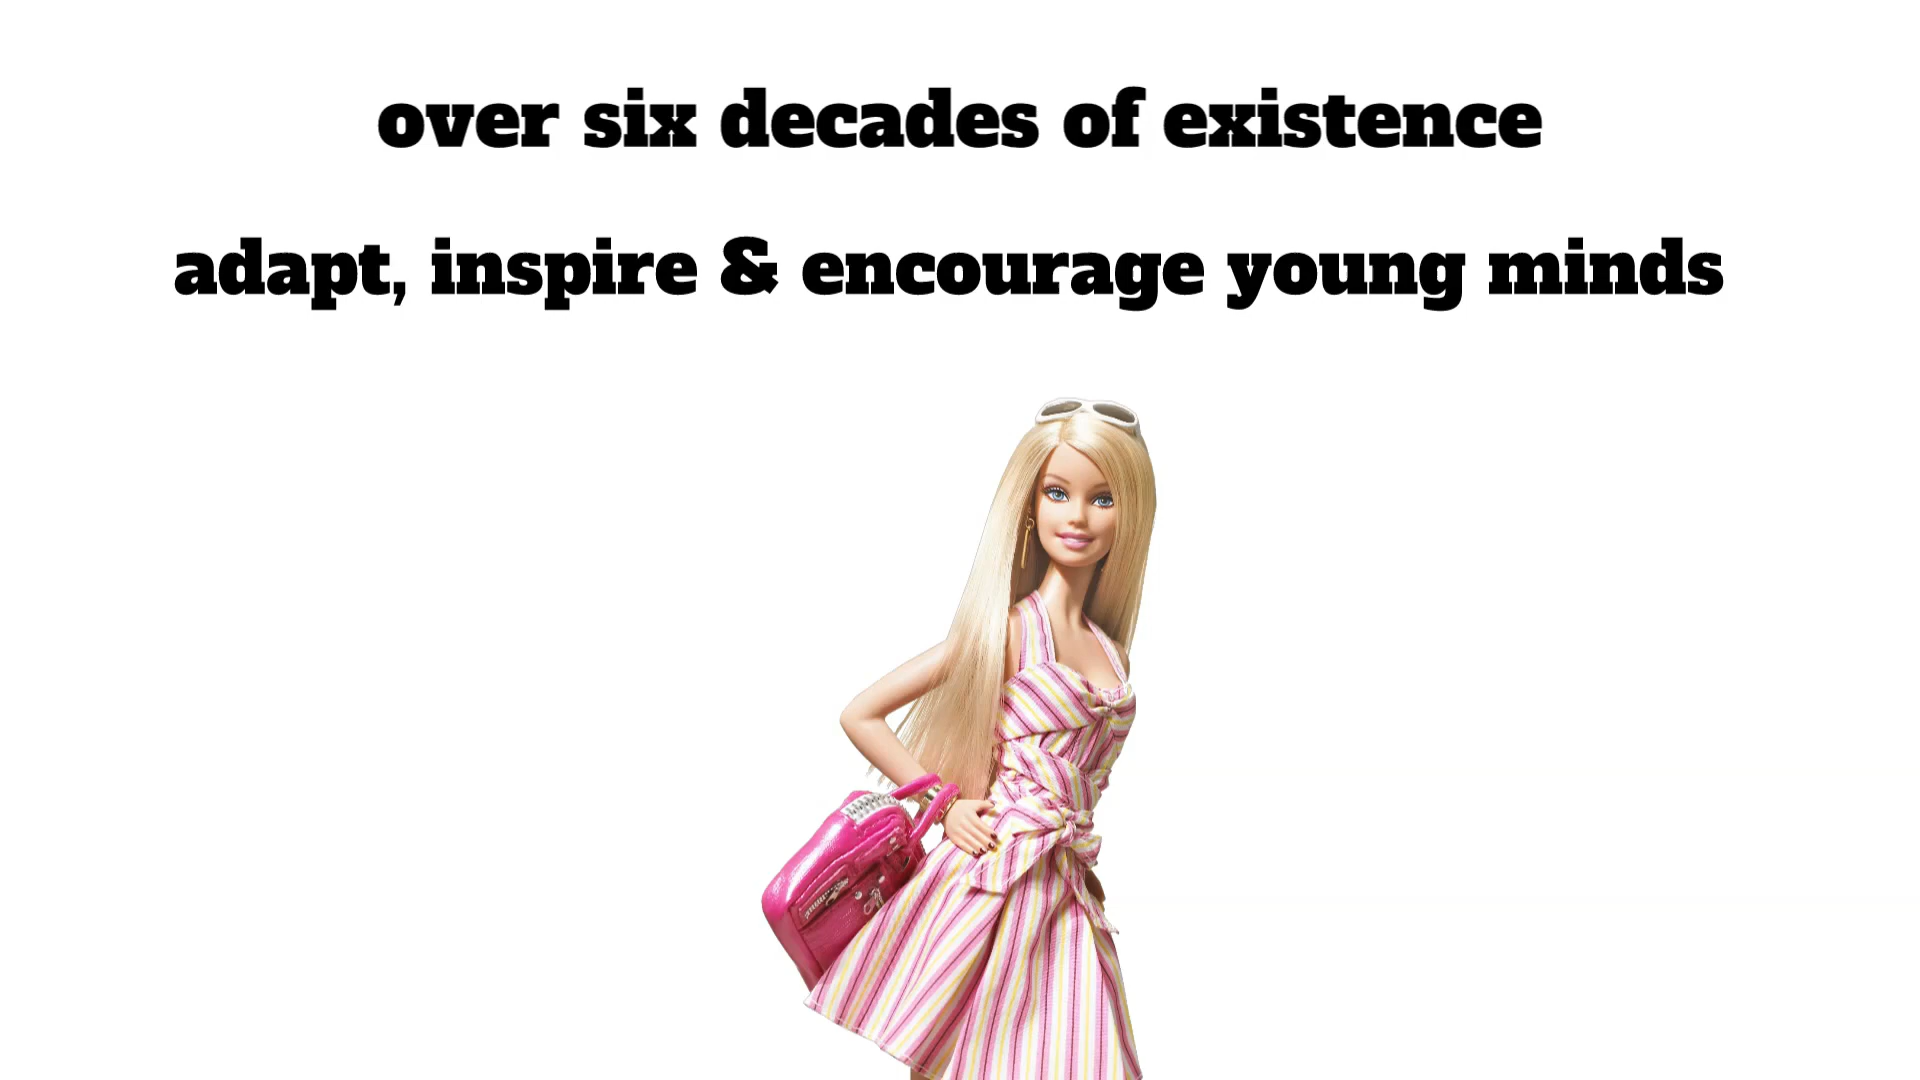 over six decades of existence
adapt, inspire & encourage young minds